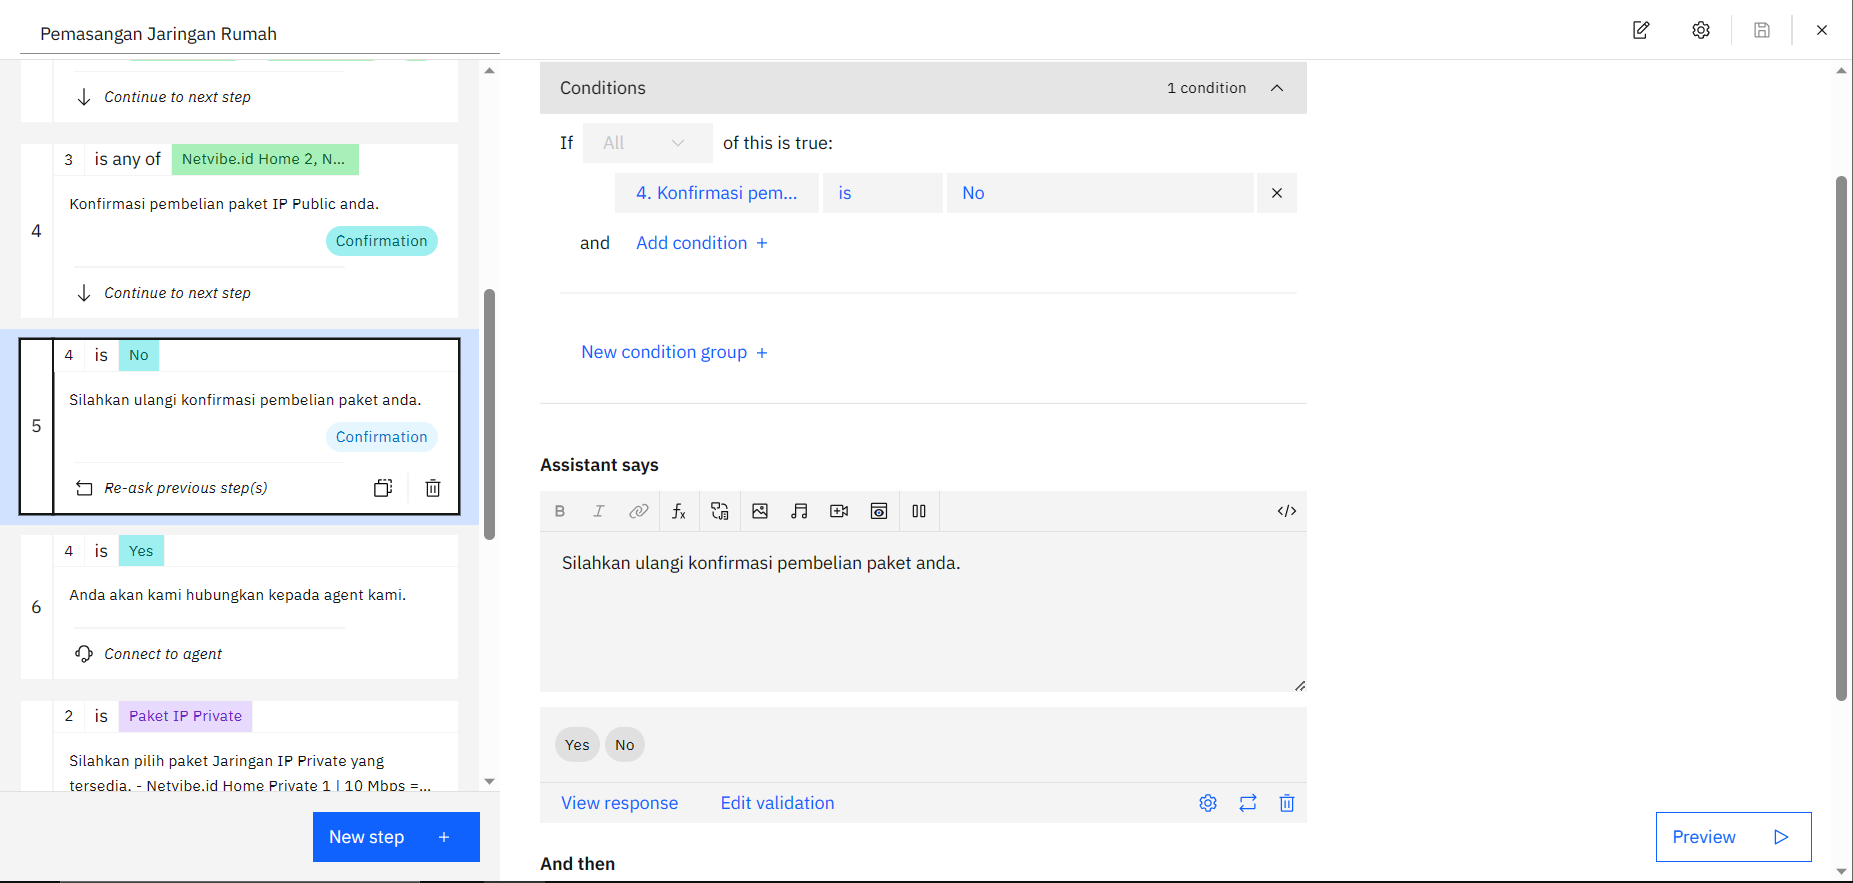 Pemasangan Jaringan Rumah
Continue to next step
3 is any of Netvibe.id Home 2, N...
Konfirmasi pembelian paket IP Public anda.
4
Confirmation
Continue to next step
4 is No
Silahkan ulangi konfirmasi pembelian paket anda.
5
Confirmation
Re-ask previous step(s)
4 is Yes
Anda akan kami hubungkan kepada agent kami.
6
Connect to agent
2 is Paket IP Private
Silahkan pilih paket Jaringan IP Private yang
tersedia. - Netvibe.id Home Private 1 | 10 Mbps =...
New step +
Conditions 1 condition
If All of this is true:
4. Konfirmasi pem... is No
and Add condition +
New condition group +
Assistant says
B I fx </>
Silahkan ulangi konfirmasi pembelian paket anda.
Yes No
View response Edit validation
And then
Preview